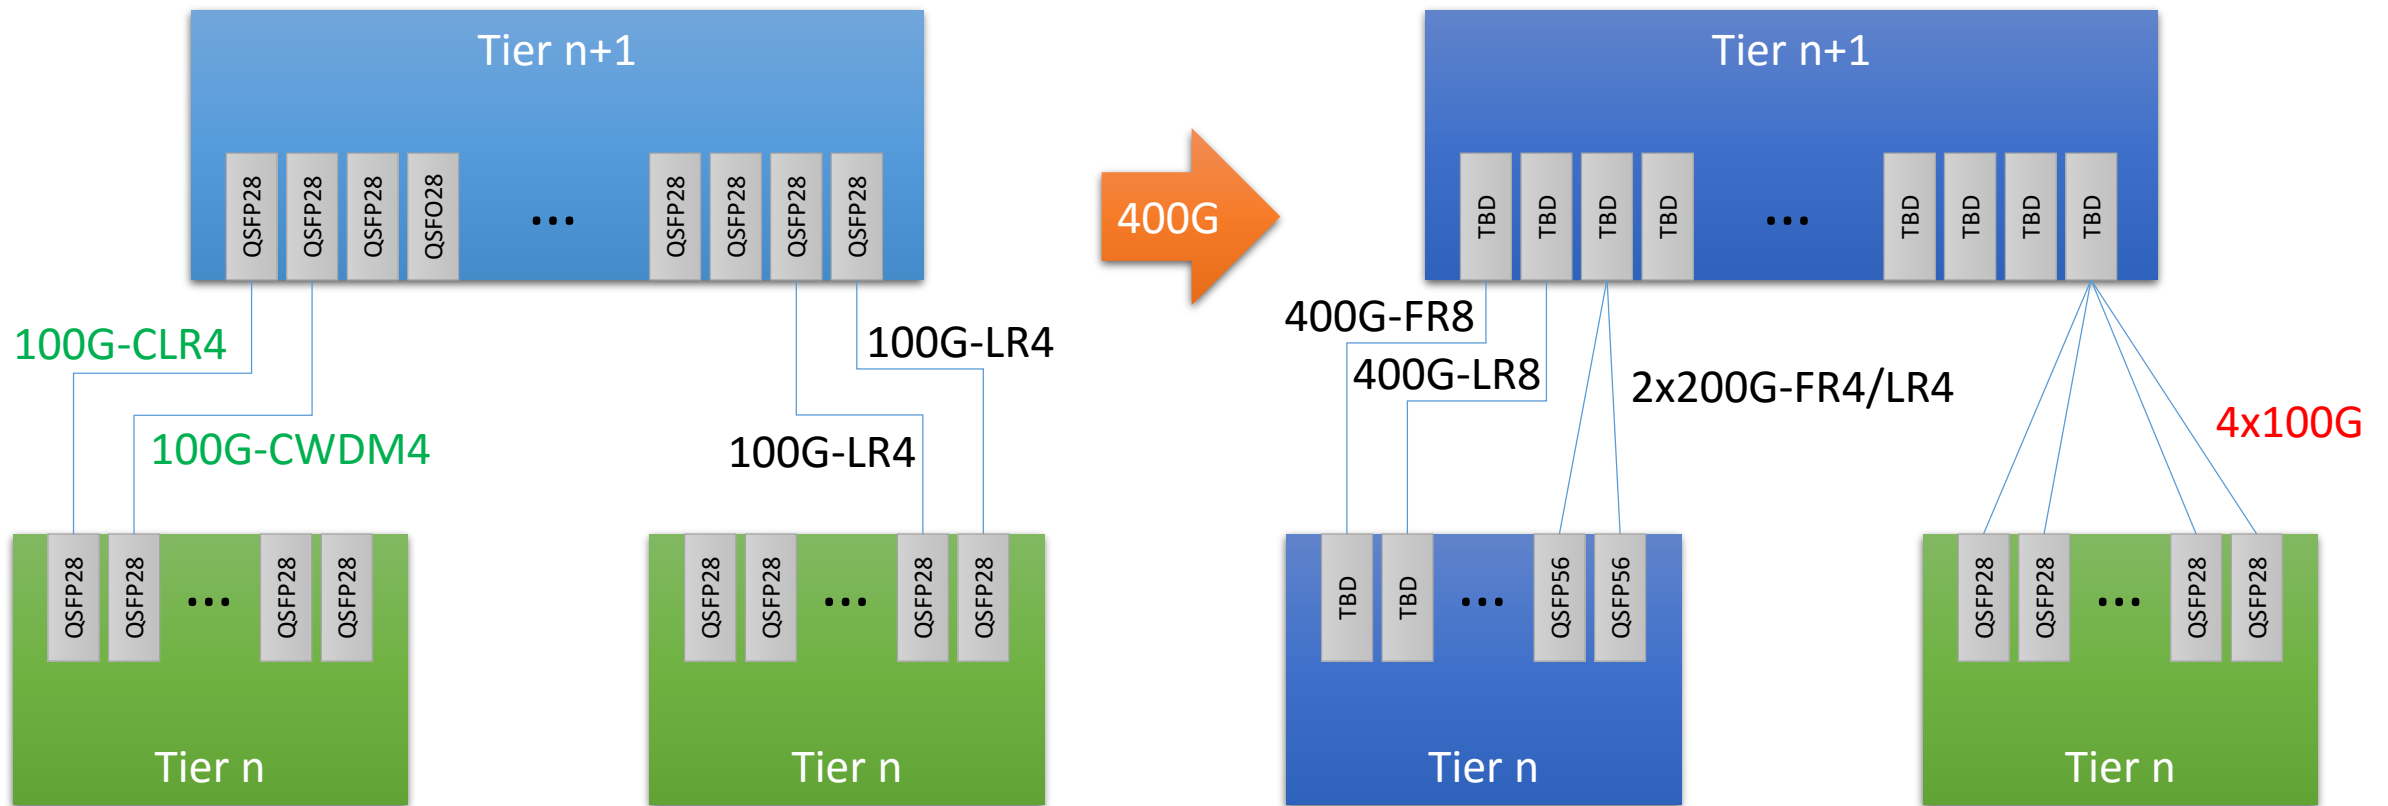 Tier n+1
QSFP28
QSFP28
QSFP28
QSFO28
...
QSFP28
QSFP28
QSFP28
QSFP28
100G-CLR4
100G-CWDM4
100G-LR4
100G-LR4
QSFP28
QSFP28
...
QSFP28
QSFP28
Tier n
QSFP28
QSFP28
...
QSFP28
QSFP28
Tier n
400G
Tier n+1
TBD
TBD
TBD
TBD
...
TBD
TBD
TBD
TBD
400G-FR8
400G-LR8
2x200G-FR4/LR4
4x100G
TBD
TBD
...
QSFP56
QSFP56
Tier n
QSFP28
QSFP28
...
QSFP28
QSFP28
Tier n